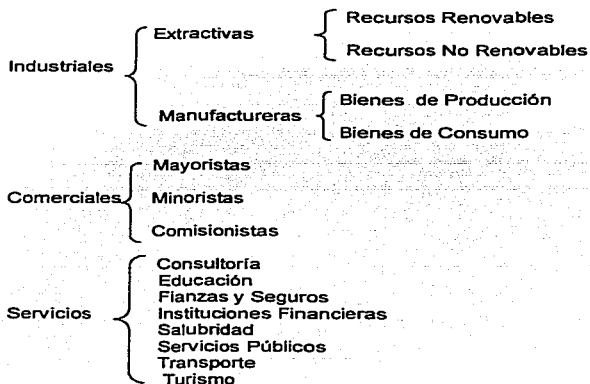 Industriales
Extractivas
Recursos Renovables
Recursos No Renovables
Manufactureras
Bienes de Producción
Bienes de Consumo
Comerciales
Mayoristas
Minoristas
Comisionistas
Servicios
Consultoría
Educación
Fianzas y Seguros
Instituciones Financieras
Salubridad
Servicios Públicos
Transporte
Turismo